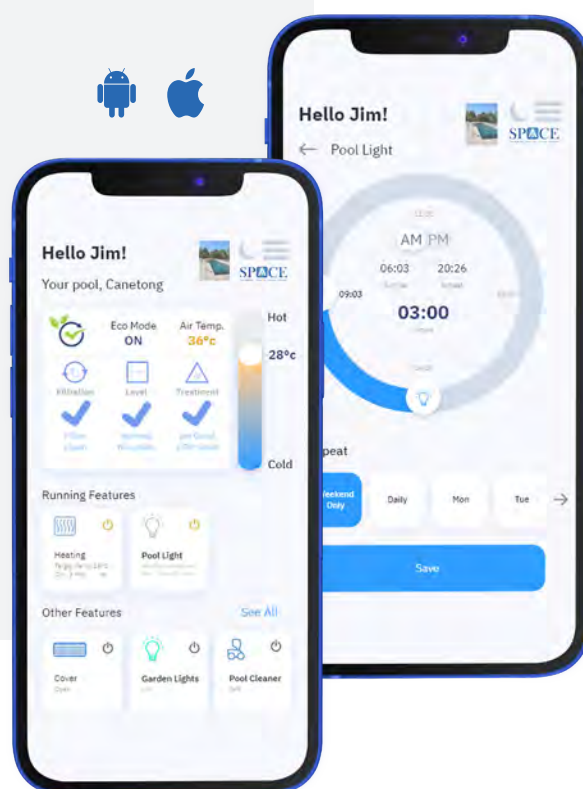 Hello Jim!
SPACE
Your pool, Canetong
Eco Mode
ON
Air Temp.
36°c
Hot
28°c
Cold
Filtration
Level
Treatment
Running Features
Heating
Pool Light
Other Features
See All
Cover
Open
Garden Lights
Pool Cleaner
Hello Jim!
SPACE
← Pool Light
AM PM
06:03 20:26
09:03
03:00
peat
Weekend
Only
Daily
Mon
Tue
→
Save